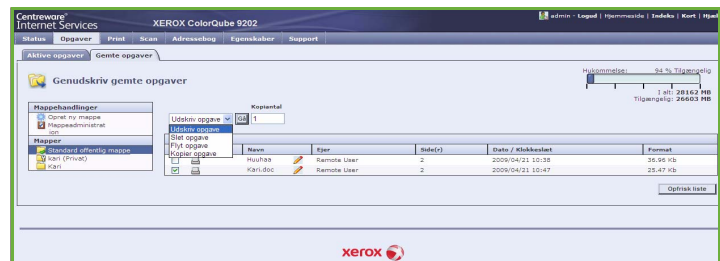 Centreware®
Internet Services
XEROX ColorQube 9202
admin - Logud | Hjemmeside | Indeks | Kort | Hjæl
Status Opgaver Print Scan Adressebog Egenskaber Support
Aktive opgaver Gemte opgaver
Genudskriv gemte opgaver
Hukommelse: 94 % Tilgængelig
I alt: 28162 MB
Tilgængelig: 26603 MB
Mappehandlinger
Opret ny mappe
Mappeadministrat
ion
Mapper
Standard offentlig mappe
kari (Privat)
Kari
Kopiantal
Udskriv opgave Gå 1
Udskriv opgave
Slet opgave
Flyt opgave
Kopier opgave
Navn Ejer Side(r) Dato / Klokkeslæt Format
Huuhaa Remote User 2 2009/04/21 10:38 36.96 Kb
Kari.doc Remote User 2 2009/04/21 10:47 25.47 Kb
Opfrisk liste
xerox